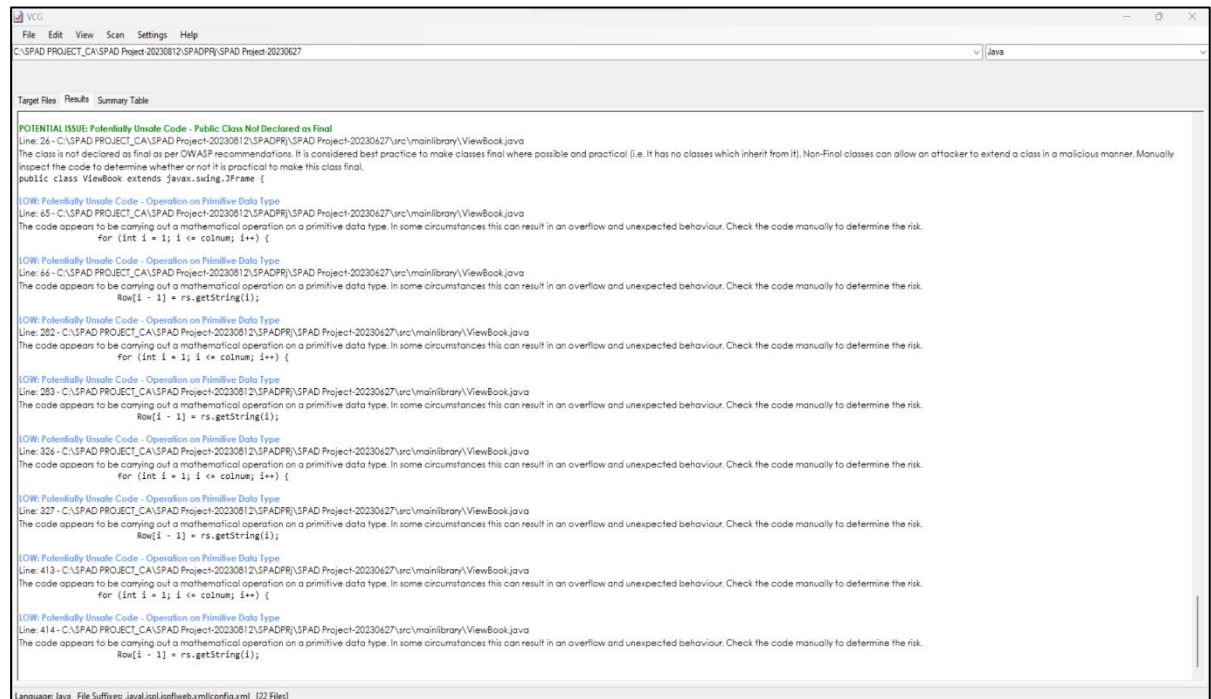 VCG
File Edit View Scan Settings Help
C:\SPAD PROJECT_CA\SPAD Project-20230812\SPADPRj\SPAD Project-20230627 Java
Target Files Results Summary Table
POTENTIAL ISSUE: Potentially Unsafe Code - Public Class Not Declared as Final
Line: 26 - C:\SPAD PROJECT_CA\SPAD Project-20230812\SPADPRj\SPAD Project-20230627\src\mainlibrary\ViewBook.java
The class is not declared as final as per OWASP recommendations. It is considered best practice to make classes final where possible and practical (i.e. It has no classes which inherit from it). Non-Final classes can allow an attacker to extend a class in a malicious manner. Manually
inspect the code to determine whether or not it is practical to make this class final.
public class ViewBook extends javax.swing.JFrame {
LOW: Potentially Unsafe Code - Operation on Primitive Data Type
Line: 65 - C:\SPAD PROJECT_CA\SPAD Project-20230812\SPADPRj\SPAD Project-20230627\src\mainlibrary\ViewBook.java
The code appears to be carrying out a mathematical operation on a primitive data type. In some circumstances this can result in an overflow and unexpected behaviour. Check the code manually to determine the risk.
for (int i = 1; i <= colnum; i++) {
LOW: Potentially Unsafe Code - Operation on Primitive Data Type
Line: 66 - C:\SPAD PROJECT_CA\SPAD Project-20230812\SPADPRj\SPAD Project-20230627\src\mainlibrary\ViewBook.java
The code appears to be carrying out a mathematical operation on a primitive data type. In some circumstances this can result in an overflow and unexpected behaviour. Check the code manually to determine the risk.
Row[i - 1] = rs.getString(i);
LOW: Potentially Unsafe Code - Operation on Primitive Data Type
Line: 282 - C:\SPAD PROJECT_CA\SPAD Project-20230812\SPADPRj\SPAD Project-20230627\src\mainlibrary\ViewBook.java
The code appears to be carrying out a mathematical operation on a primitive data type. In some circumstances this can result in an overflow and unexpected behaviour. Check the code manually to determine the risk.
for (int i = 1; i <= colnum; i++) {
LOW: Potentially Unsafe Code - Operation on Primitive Data Type
Line: 283 - C:\SPAD PROJECT_CA\SPAD Project-20230812\SPADPRj\SPAD Project-20230627\src\mainlibrary\ViewBook.java
The code appears to be carrying out a mathematical operation on a primitive data type. In some circumstances this can result in an overflow and unexpected behaviour. Check the code manually to determine the risk.
Row[i - 1] = rs.getString(i);
LOW: Potentially Unsafe Code - Operation on Primitive Data Type
Line: 326 - C:\SPAD PROJECT_CA\SPAD Project-20230812\SPADPRj\SPAD Project-20230627\src\mainlibrary\ViewBook.java
The code appears to be carrying out a mathematical operation on a primitive data type. In some circumstances this can result in an overflow and unexpected behaviour. Check the code manually to determine the risk.
for (int i = 1; i <= colnum; i++) {
LOW: Potentially Unsafe Code - Operation on Primitive Data Type
Line: 327 - C:\SPAD PROJECT_CA\SPAD Project-20230812\SPADPRj\SPAD Project-20230627\src\mainlibrary\ViewBook.java
The code appears to be carrying out a mathematical operation on a primitive data type. In some circumstances this can result in an overflow and unexpected behaviour. Check the code manually to determine the risk.
Row[i - 1] = rs.getString(i);
LOW: Potentially Unsafe Code - Operation on Primitive Data Type
Line: 413 - C:\SPAD PROJECT_CA\SPAD Project-20230812\SPADPRj\SPAD Project-20230627\src\mainlibrary\ViewBook.java
The code appears to be carrying out a mathematical operation on a primitive data type. In some circumstances this can result in an overflow and unexpected behaviour. Check the code manually to determine the risk.
for (int i = 1; i <= colnum; i++) {
LOW: Potentially Unsafe Code - Operation on Primitive Data Type
Line: 414 - C:\SPAD PROJECT_CA\SPAD Project-20230812\SPADPRj\SPAD Project-20230627\src\mainlibrary\ViewBook.java
The code appears to be carrying out a mathematical operation on a primitive data type. In some circumstances this can result in an overflow and unexpected behaviour. Check the code manually to determine the risk.
Row[i - 1] = rs.getString(i);
Language: Java File Suffixes: .java|.jsp|.jspf|web.xml|config.xml [22 Files]